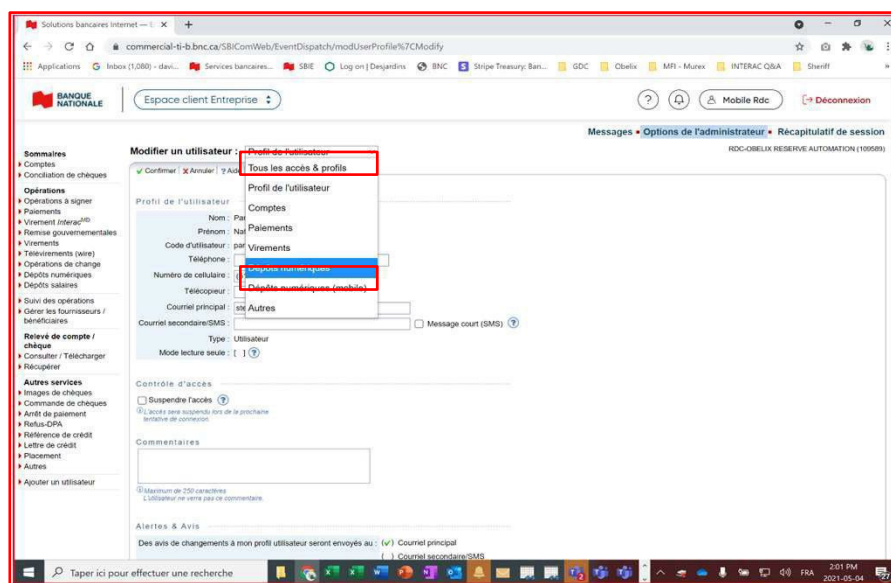 Solutions bancaires Internet — E
commercial-ti-b.bnc.ca/SBIComWeb/EventDispatch/modUserProfile%7CModify
Applications Inbox (1,080) - davi... Services bancaires... SBIE Log on | Desjardins BNC Stripe Treasury: Ban... GDC Obelix MFI - Murex INTERAC Q&A Sheriff »
BANQUE
NATIONALE
Espace client Entreprise
? Mobile Rdc Déconnexion
Messages • Options de l'administrateur • Récapitulatif de session
RDC-OBELIX RESERVE AUTOMATION (109589)
Modifier un utilisateur : Profil de l'utilisateur
Confirmer Annuler ? Aide
Tous les accès & profils
Profil de l'utilisateur
Comptes
Paiements
Virements
Dépôts numériques
Dépôts numériques (mobile)
Autres
Sommaires
Comptes
Conciliation de chèques
Opérations
Opérations à signer
Paiements
Virement Interac MD
Remise gouvernementales
Virements
Télévirements (wire)
Opérations de change
Dépôts numériques
Dépôts salaires
Suivi des opérations
Gérer les fournisseurs /
bénéficiaires
Relevé de compte /
chèque
Consulter / Télécharger
Récupérer
Autres services
Images de chèques
Commande de chèques
Arrêt de paiement
Refus-DPA
Référence de crédit
Lettre de crédit
Placement
Autres
Ajouter un utilisateur
Profil de l'utilisateur
Nom :
Prénom :
Code d'utilisateur :
Téléphone :
Numéro de cellulaire :
Télécopieur :
Courriel principal :
Courriel secondaire/SMS : Message court (SMS) ?
Type : Utilisateur
Mode lecture seule : [ ] ?
Contrôle d'accès
Suspendre l'accès ?
L'accès sera suspendu lors de la prochaine
tentative de connexion.
Commentaires
Maximum de 250 caractères
L'utilisateur ne verra pas ce commentaire.
Alertes & Avis
Des avis de changements à mon profil utilisateur seront envoyés au : (✓) Courriel principal
( ) Courriel secondaire/SMS
Taper ici pour effectuer une recherche
FRA
2:01 PM
2021-05-04